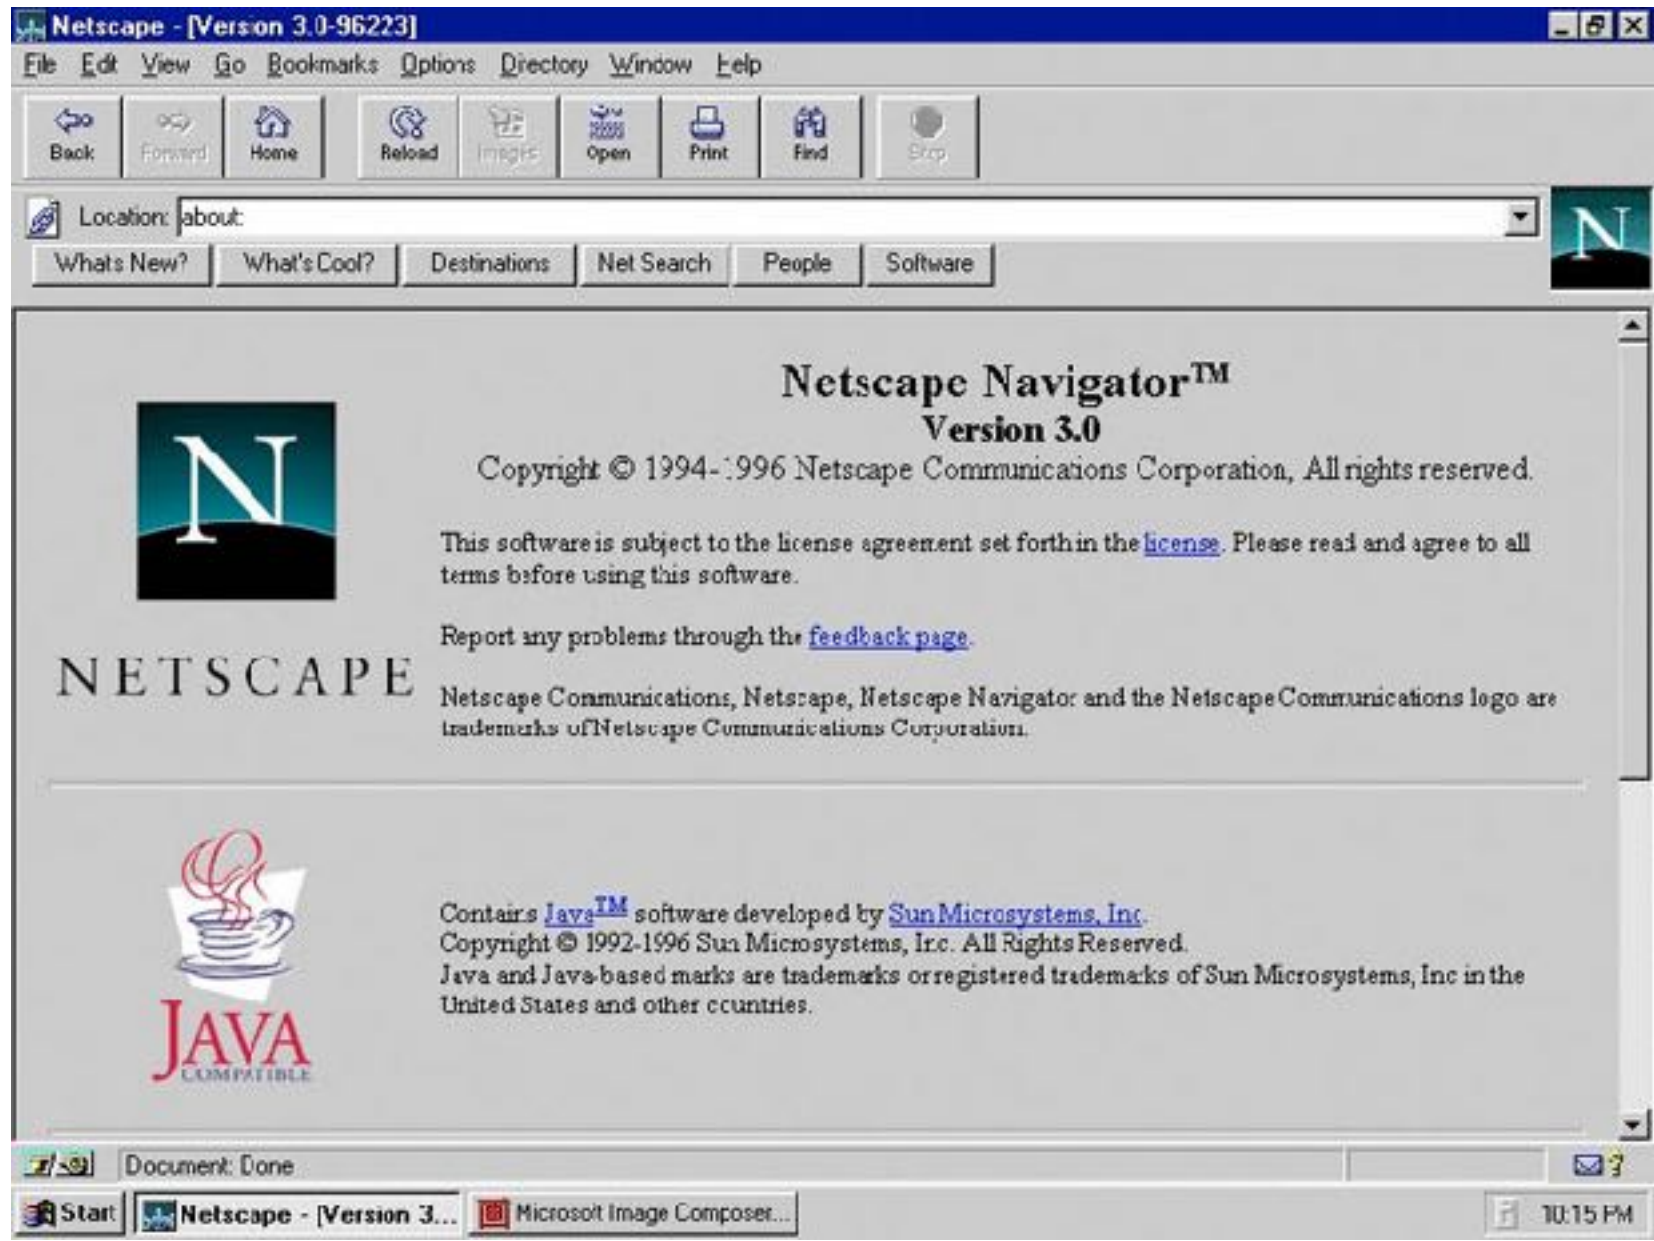 Netscape - [Version 3.0-96223]
File Edit View Go Bookmarks Options Directory Window Help
Back Forward Home Reload Images Open Print Find Stop
Location: about:
What's New? What's Cool? Destinations Net Search People Software
N
Netscape Navigator™
Version 3.0
Copyright © 1994-1996 Netscape Communications Corporation, All rights reserved.
N
NETSCAPE
This software is subject to the license agreement set forth in the license. Please read and agree to all
terms before using this software.
Report any problems through the feedback page.
Netscape Communications, Netscape, Netscape Navigator and the Netscape Communications logo are
trademarks of Netscape Communications Corporation.
JAVA
COMPATIBLE
Contains Java™ software developed by Sun Microsystems, Inc.
Copyright © 1992-1996 Sun Microsystems, Inc. All Rights Reserved.
Java and Java-based marks are trademarks or registered trademarks of Sun Microsystems, Inc in the
United States and other countries.
Document: Done
Start Netscape - [Version 3... Microsoft Image Composer... 10:15 PM